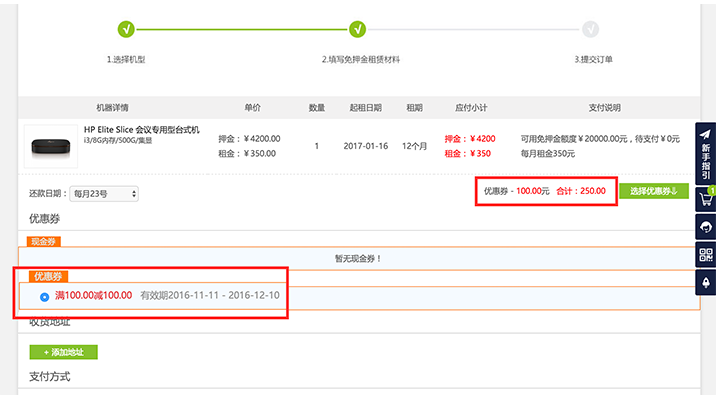 1.选择机型
2.填写免押金租赁材料
3.提交订单
机器详情 单价 数量 起租日期 租期 应付小计 支付说明
HP Elite Slice 会议专用型台式机
i3/8G内存/500G/集显
押金：￥4200.00
租金：￥350.00
1
2017-01-16
12个月
押金：￥4200
租金：￥350
可用免押金额度￥20000.00元，待支付￥0元
每月租金350元
还款日期：每月23号
优惠券 - 100.00元 合计：250.00
选择优惠券
优惠券
现金券
暂无现金券！
优惠券
满100.00减100.00 有效期2016-11-11 - 2016-12-10
收货地址
+ 添加地址
支付方式
新手指引
1